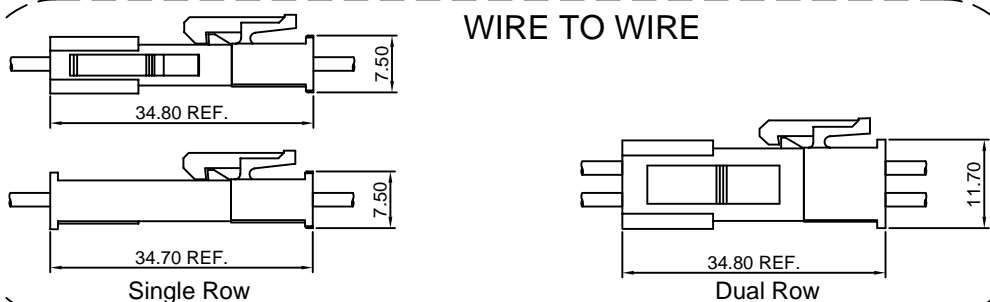 WIRE TO WIRE
7.50
34.80 REF.
7.50
34.70 REF.
Single Row
11.70
34.80 REF.
Dual Row